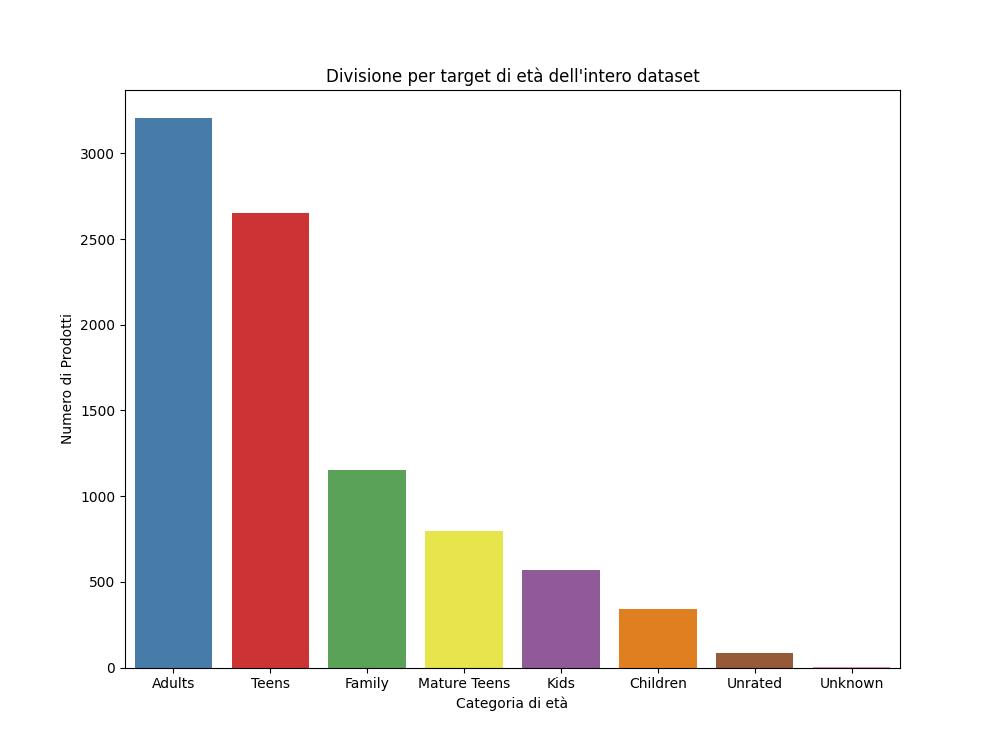 Divisione per target di età dell'intero dataset
Numero di Prodotti
3000
2500
2000
1500
1000
500
0
Adults Teens Family Mature Teens Kids Children Unrated Unknown
Categoria di età